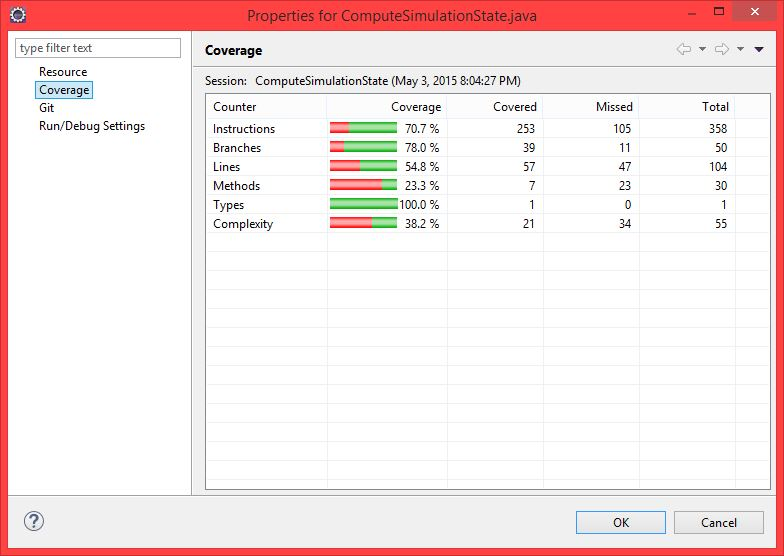 Properties for ComputeSimulationState.java
type filter text
Resource
Coverage
Git
Run/Debug Settings
Coverage
Session: ComputeSimulationState (May 3, 2015 8:04:27 PM)
Counter Coverage Covered Missed Total
Instructions 70.7 % 253 105 358
Branches 78.0 % 39 11 50
Lines 54.8 % 57 47 104
Methods 23.3 % 7 23 30
Types 100.0 % 1 0 1
Complexity 38.2 % 21 34 55
?
OK Cancel